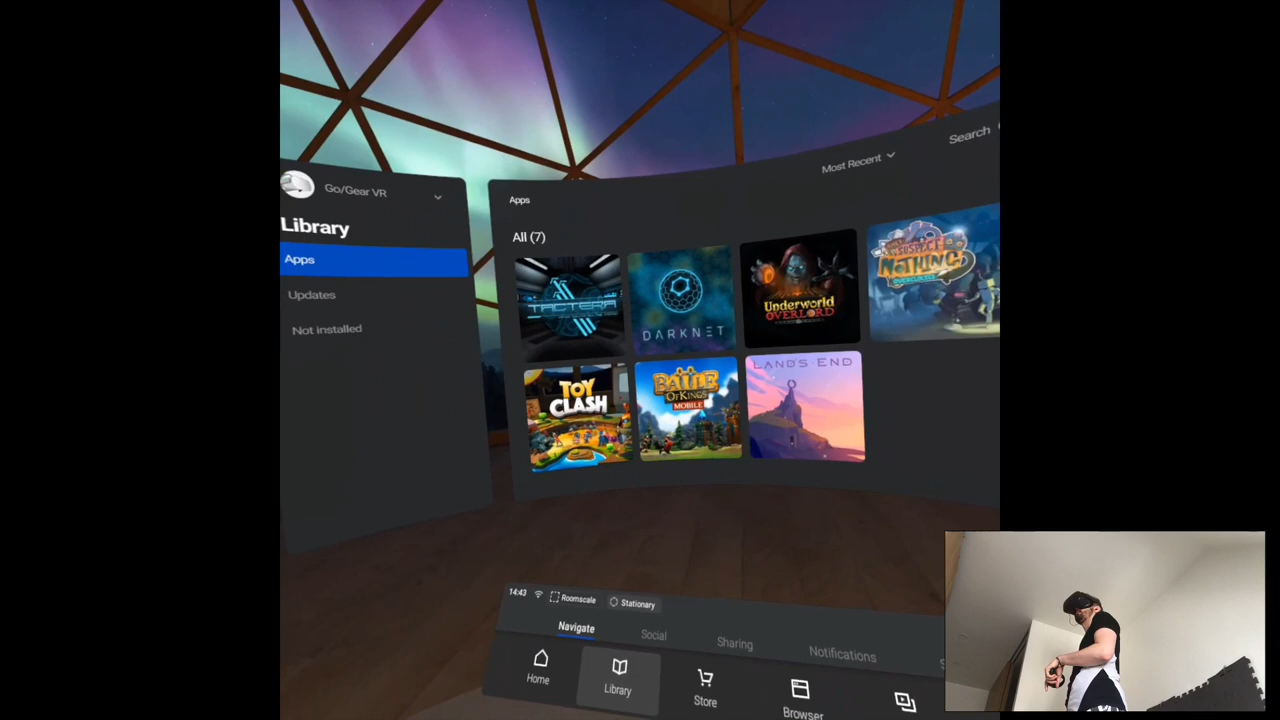 Go/Gear VR
Library
Apps
Updates
Not installed
Apps
Most Recent
Search
All (7)
TACTERA
DARKNET
Underworld
OVERLORD
SUSPECT
NOTHING
TOY
CLASH
BATTLE
OF KINGS
MOBILE
LAND'S END
14:43
Roomscale
Stationary
Navigate
Social
Sharing
Notifications
Home
Library
Store
Browser